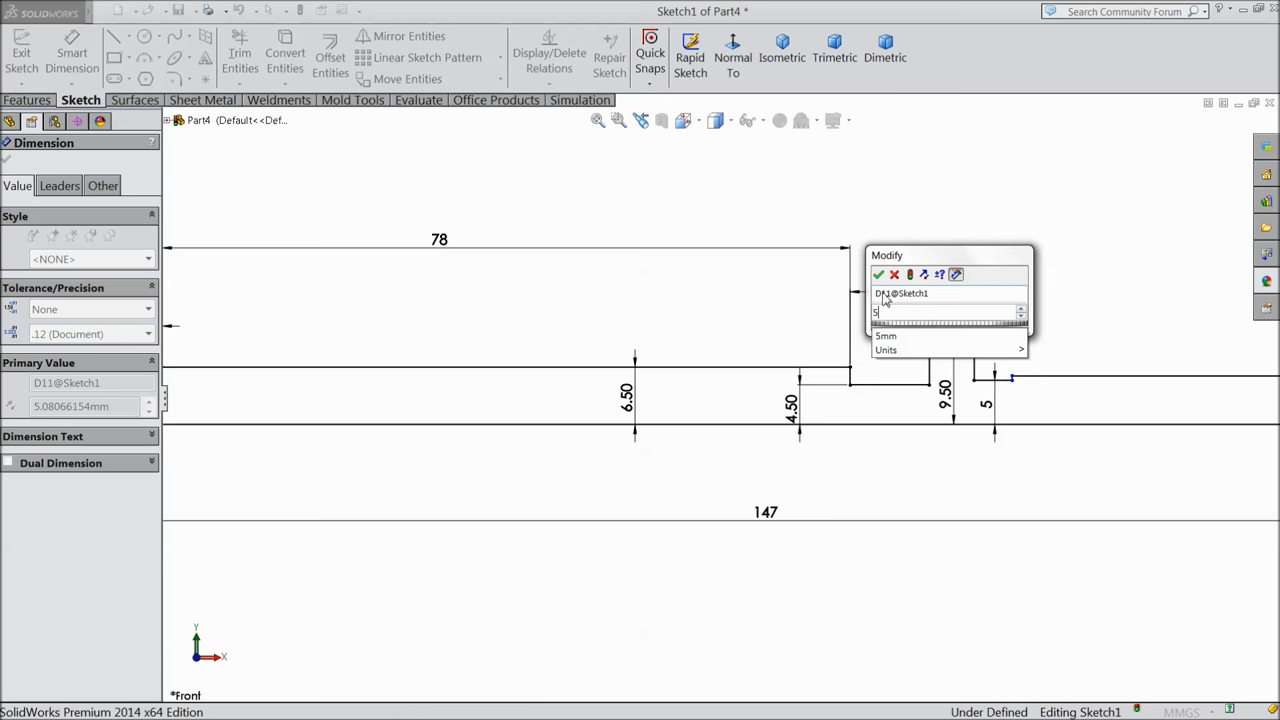 SOLIDWORKS
Sketch1 of Part4 *
Search Community Forum
?
Exit Sketch
Smart Dimension
Trim Entities
Convert Entities
Offset Entities
Mirror Entities
Linear Sketch Pattern
Move Entities
Display/Delete Relations
Repair Sketch
Quick Snaps
Rapid Sketch
Normal To
Isometric
Trimetric
Dimetric
Features
Sketch
Surfaces
Sheet Metal
Weldments
Mold Tools
Evaluate
Office Products
Simulation
Part4 (Default<<Def...
Dimension
?
Value
Leaders
Other
Style
<NONE>
Tolerance/Precision
None
.12 (Document)
Primary Value
D11@Sketch1
5.08066154mm
Dimension Text
Dual Dimension
78
Modify
±?
D11@Sketch1
5
5mm
Units >
6.50
4.50
9.50
5
147
Y
X
*Front
SolidWorks Premium 2014 x64 Edition
Under Defined
Editing Sketch1
MMGS
?